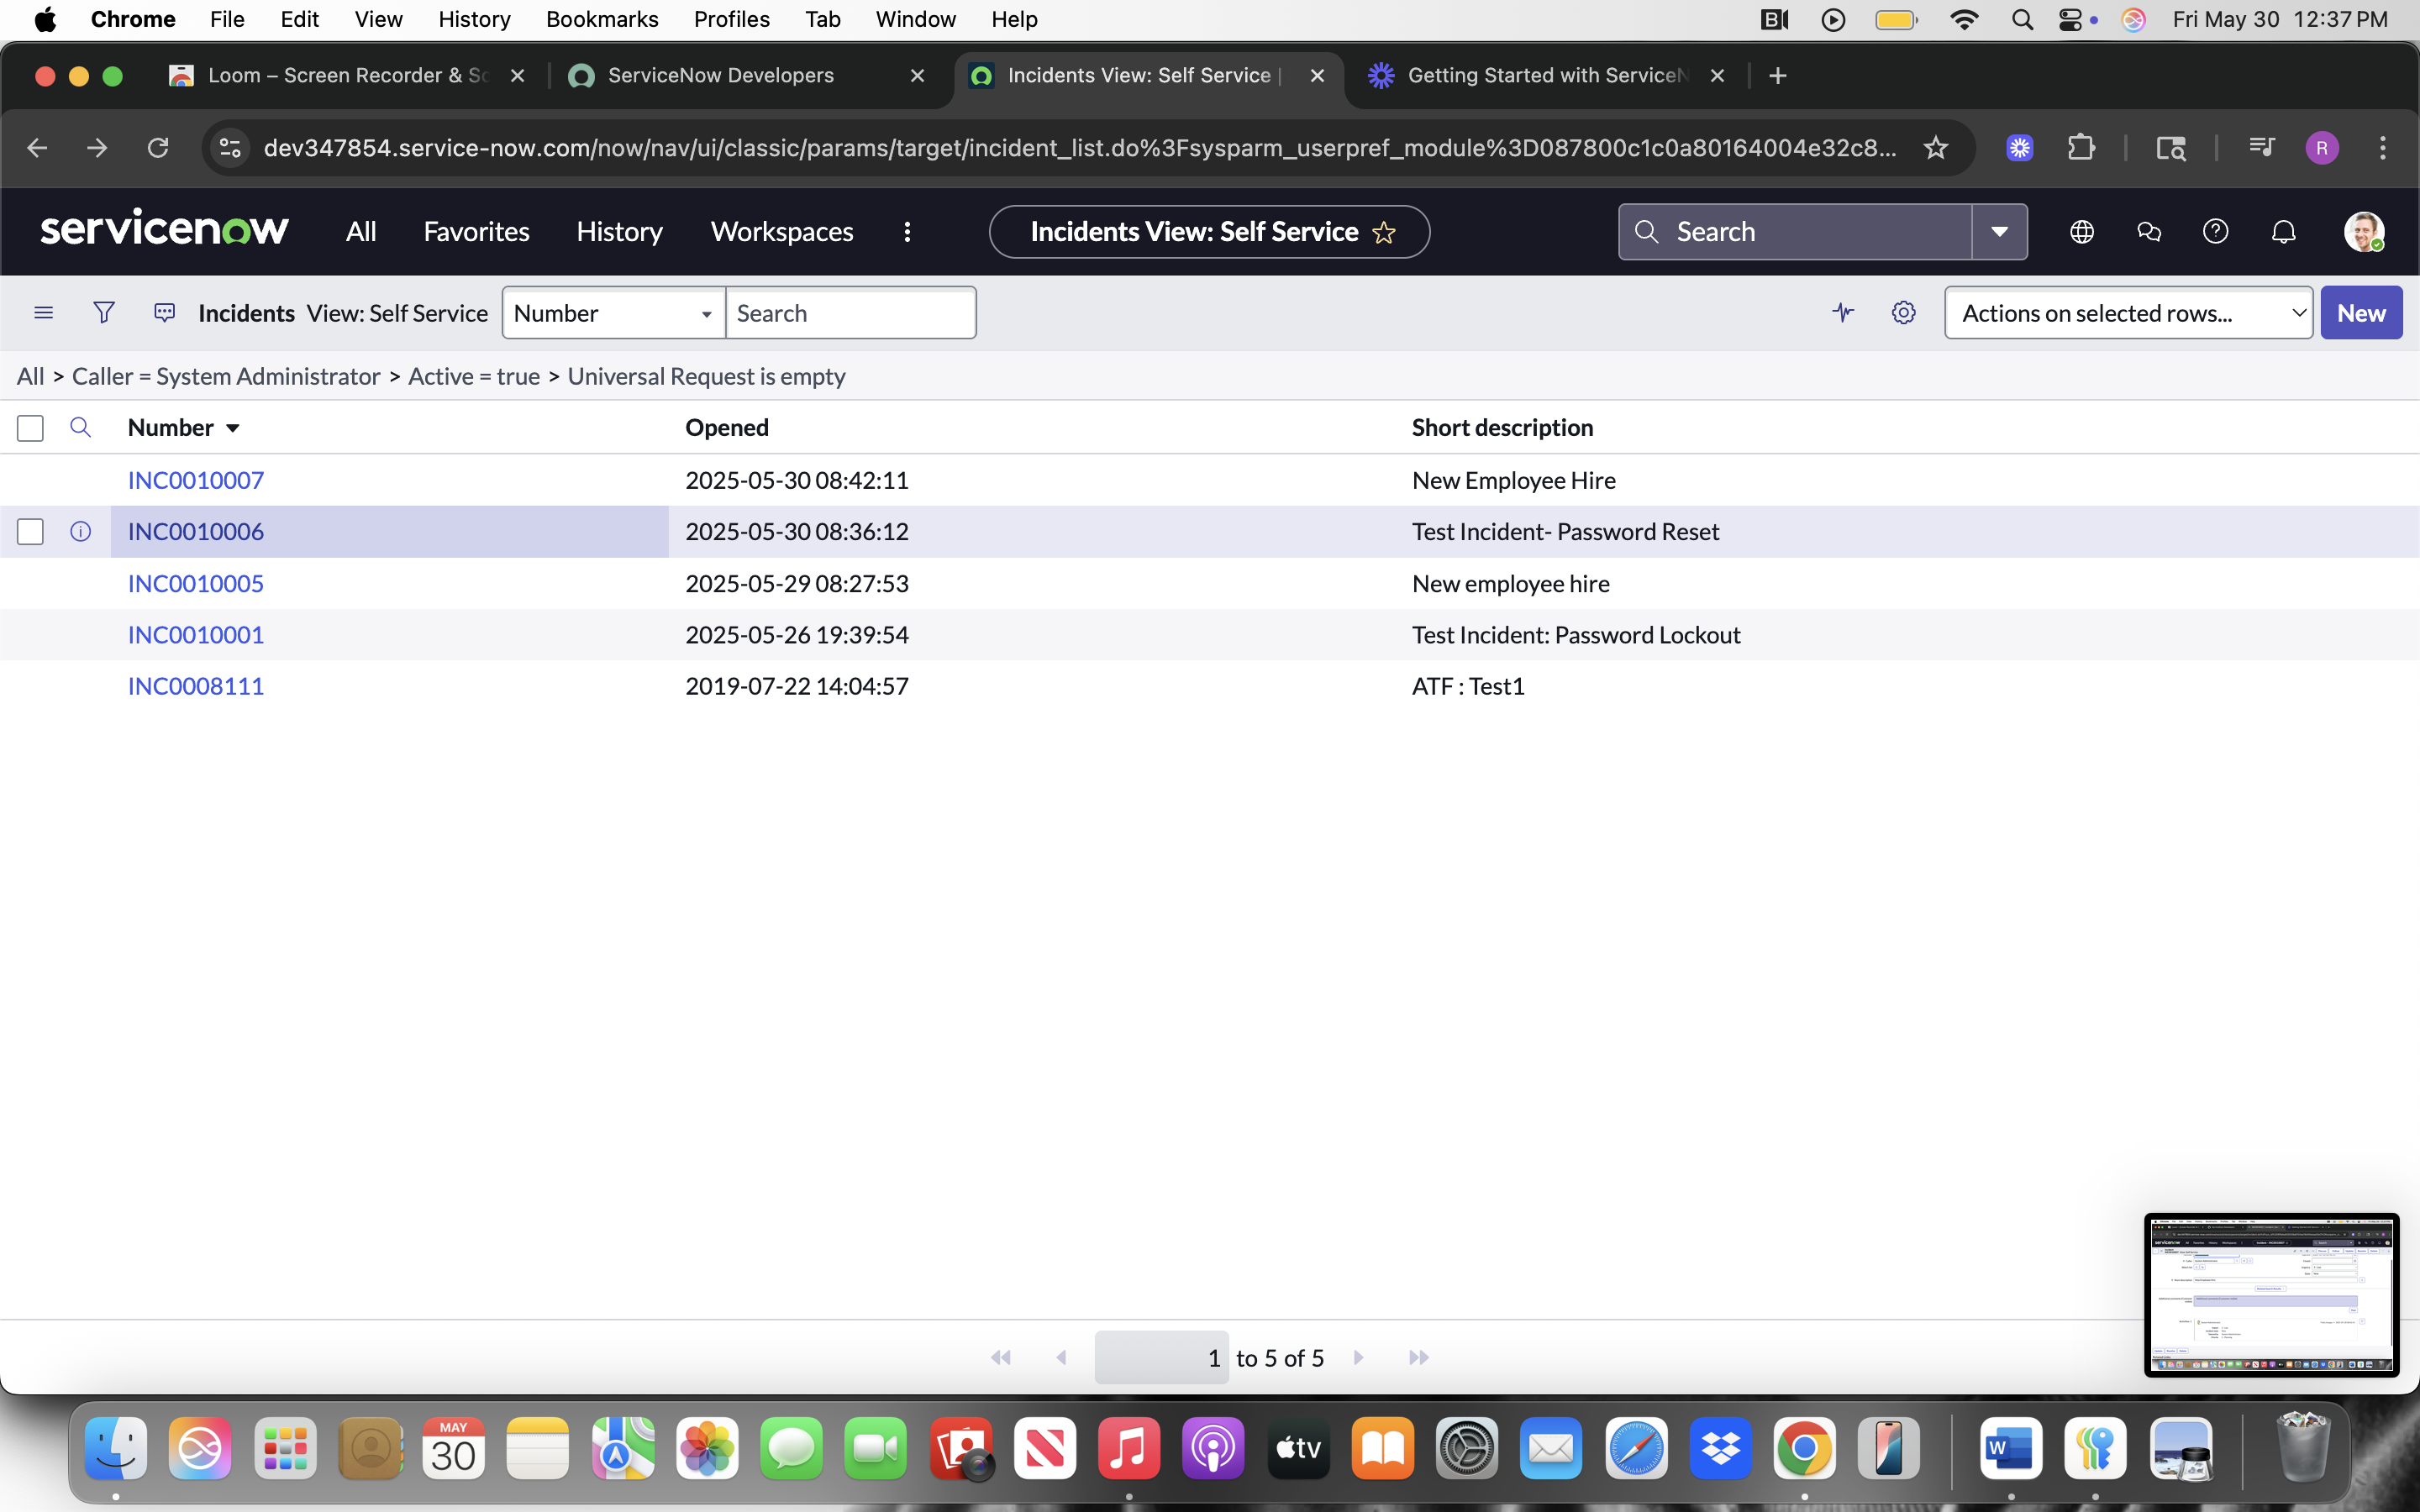 Chrome File Edit View History Bookmarks Profiles Tab Window Help Fri May 30 12:37 PM
Loom – Screen Recorder & Sc ServiceNow Developers Incidents View: Self Service | Getting Started with ServiceN
dev347854.service-now.com/now/nav/ui/classic/params/target/incident_list.do%3Fsysparm_userpref_module%3D087800c1c0a80164004e32c8... R
servicenow All Favorites History Workspaces Incidents View: Self Service Search
Incidents View: Self Service Number Search Actions on selected rows... New
All > Caller = System Administrator > Active = true > Universal Request is empty
Number Opened Short description
INC0010007 2025-05-30 08:42:11 New Employee Hire
INC0010006 2025-05-30 08:36:12 Test Incident- Password Reset
INC0010005 2025-05-29 08:27:53 New employee hire
INC0010001 2025-05-26 19:39:54 Test Incident: Password Lockout
INC0008111 2019-07-22 14:04:57 ATF : Test1
1 to 5 of 5
MAY
30
tv
W